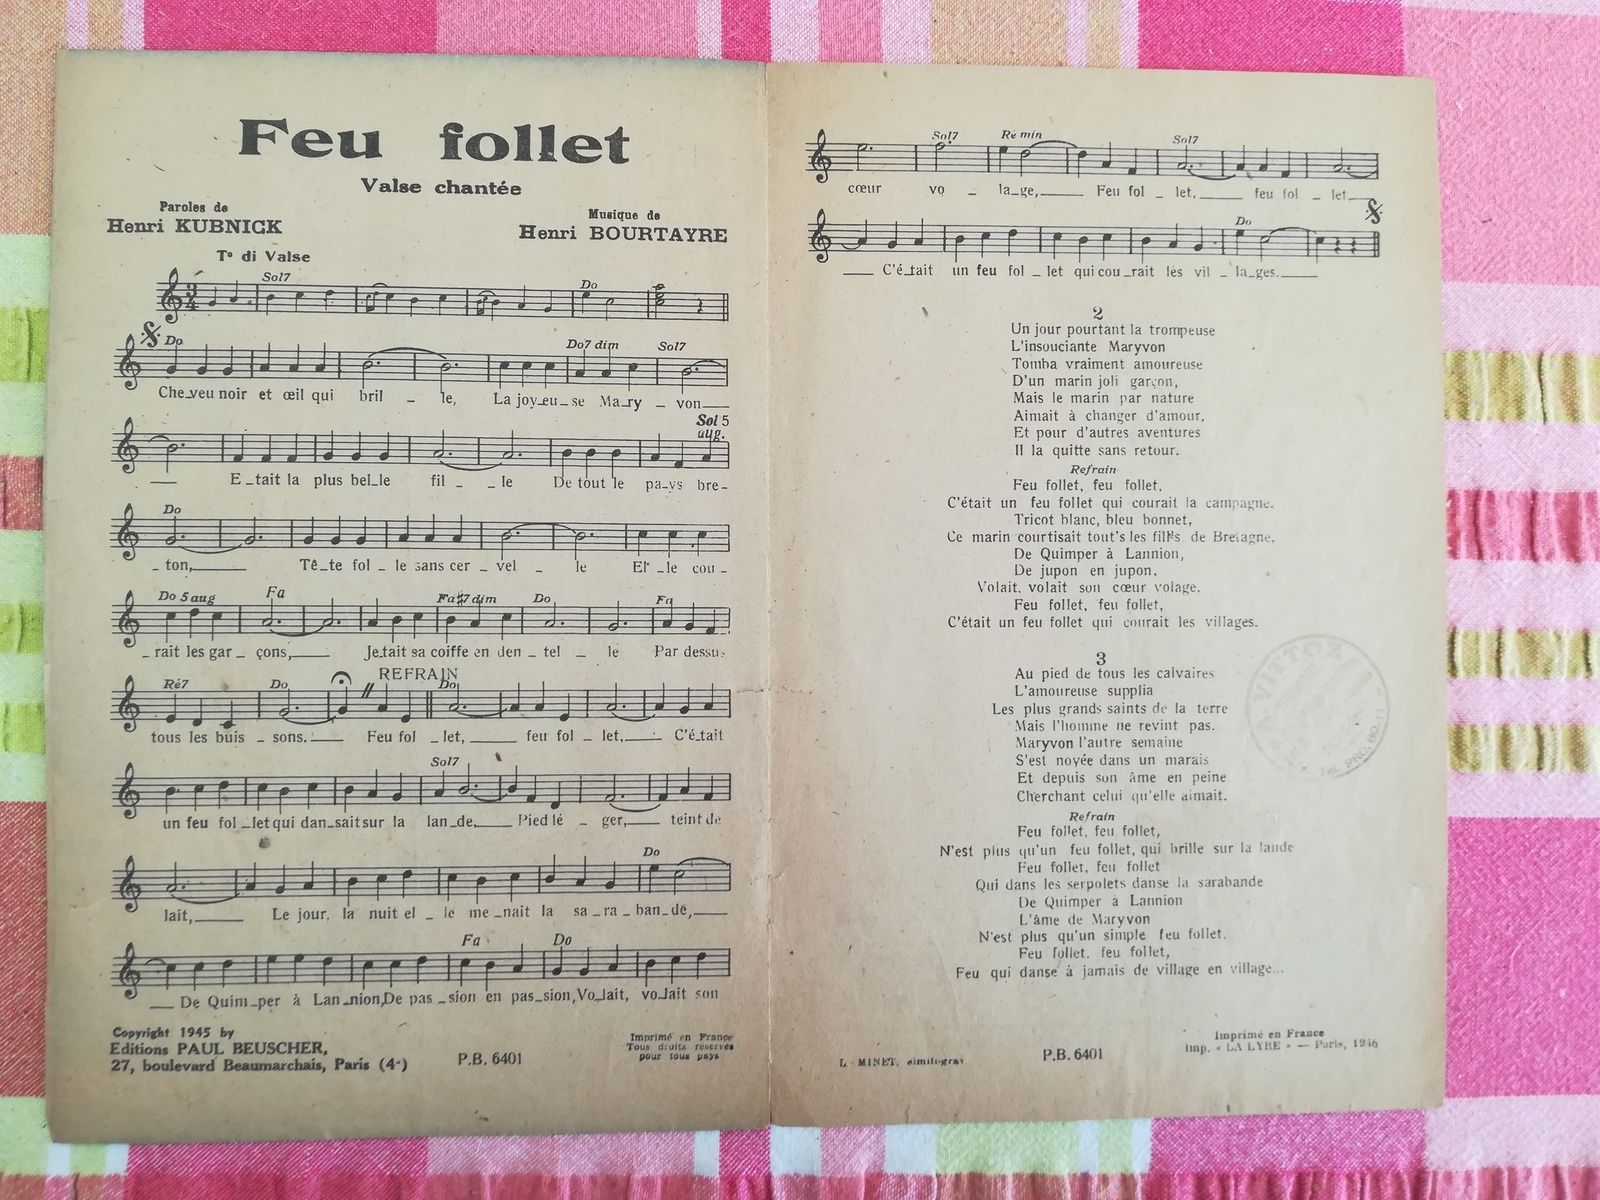 Feu follet
Valse chantée
Paroles de
Henri KUBNICK
Musique de
Henri BOURTAYRE
T° di Valse
3/4
Sol7 Do
Do Do7 dim Sol7
Che_veu noir et œil qui bril _ le, La joy_eu_se Ma_ry _ von
Sol 5 aug.
E_tait la plus bel_le fil _ le De tout le pa_ys bre_
Do
_ ton, Tê_te fol _ le sans cer _ vel _ le El_le cou _
Do 5 aug Fa Fa#7 dim Do Fa
_ rait les gar _ çons, Je_tait sa coiffe en den _ tel _ le Par dessus
REFRAIN
Ré7 Do Do
tous les buis _ sons. Feu fol _ let, feu fol _ let, C'é_tait
Sol7
un feu fol _ let qui dan_sait sur la lan_de, Pied lé _ ger, teint de
Do
lait, Le jour, la nuit el _ le me_nait la sa_ra_ban_de,
Fa Do
De Quim_per à Lan_nion, De pas_sion en pas_sion, Vo_lait, vo_lait son
Copyright 1945 by
Editions PAUL BEUSCHER,
27, boulevard Beaumarchais, Paris (4e)
P.B. 6401
Imprimé en France
Tous droits réservés
pour tous pays
Sol7 Ré min Sol7
cœur vo _ la_ge, Feu fol _ let, feu fol _ let
Do
C'é_tait un feu fol _ let qui cou_rait les vil _ la_ges.
2
Un jour pourtant la trompeuse
L'insouciante Maryvon
Tomba vraiment amoureuse
D'un marin joli garçon,
Mais le marin par nature
Aimait à changer d'amour,
Et pour d'autres aventures
Il la quitte sans retour.
Refrain
Feu follet, feu follet,
C'était un feu follet qui courait la campagne.
Tricot blanc, bleu bonnet,
Ce marin courtisait tout's les fill's de Bretagne,
De Quimper à Lannion,
De jupon en jupon,
Volait, volait son cœur volage,
Feu follet, feu follet,
C'était un feu follet qui courait les villages.
3
Au pied de tous les calvaires
L'amoureuse supplia
Les plus grands saints de la terre
Mais l'homme ne revint pas.
Maryvon l'autre semaine
S'est noyée dans un marais
Et depuis son âme en peine
Cherchant celui qu'elle aimait.
Refrain
Feu follet, feu follet,
N'est plus qu'un feu follet, qui brille sur la lande
Feu follet, feu follet
Qui dans les serpolets danse la sarabande
De Quimper à Lannion
L'âme de Maryvon
N'est plus qu'un simple feu follet.
Feu follet, feu follet,
Feu qui danse à jamais de village en village...
A. VITTOZ
L. MINET, simili-grav.
P.B. 6401
Imprimé en France
Imp. « LA LYRE » — Paris, 1946